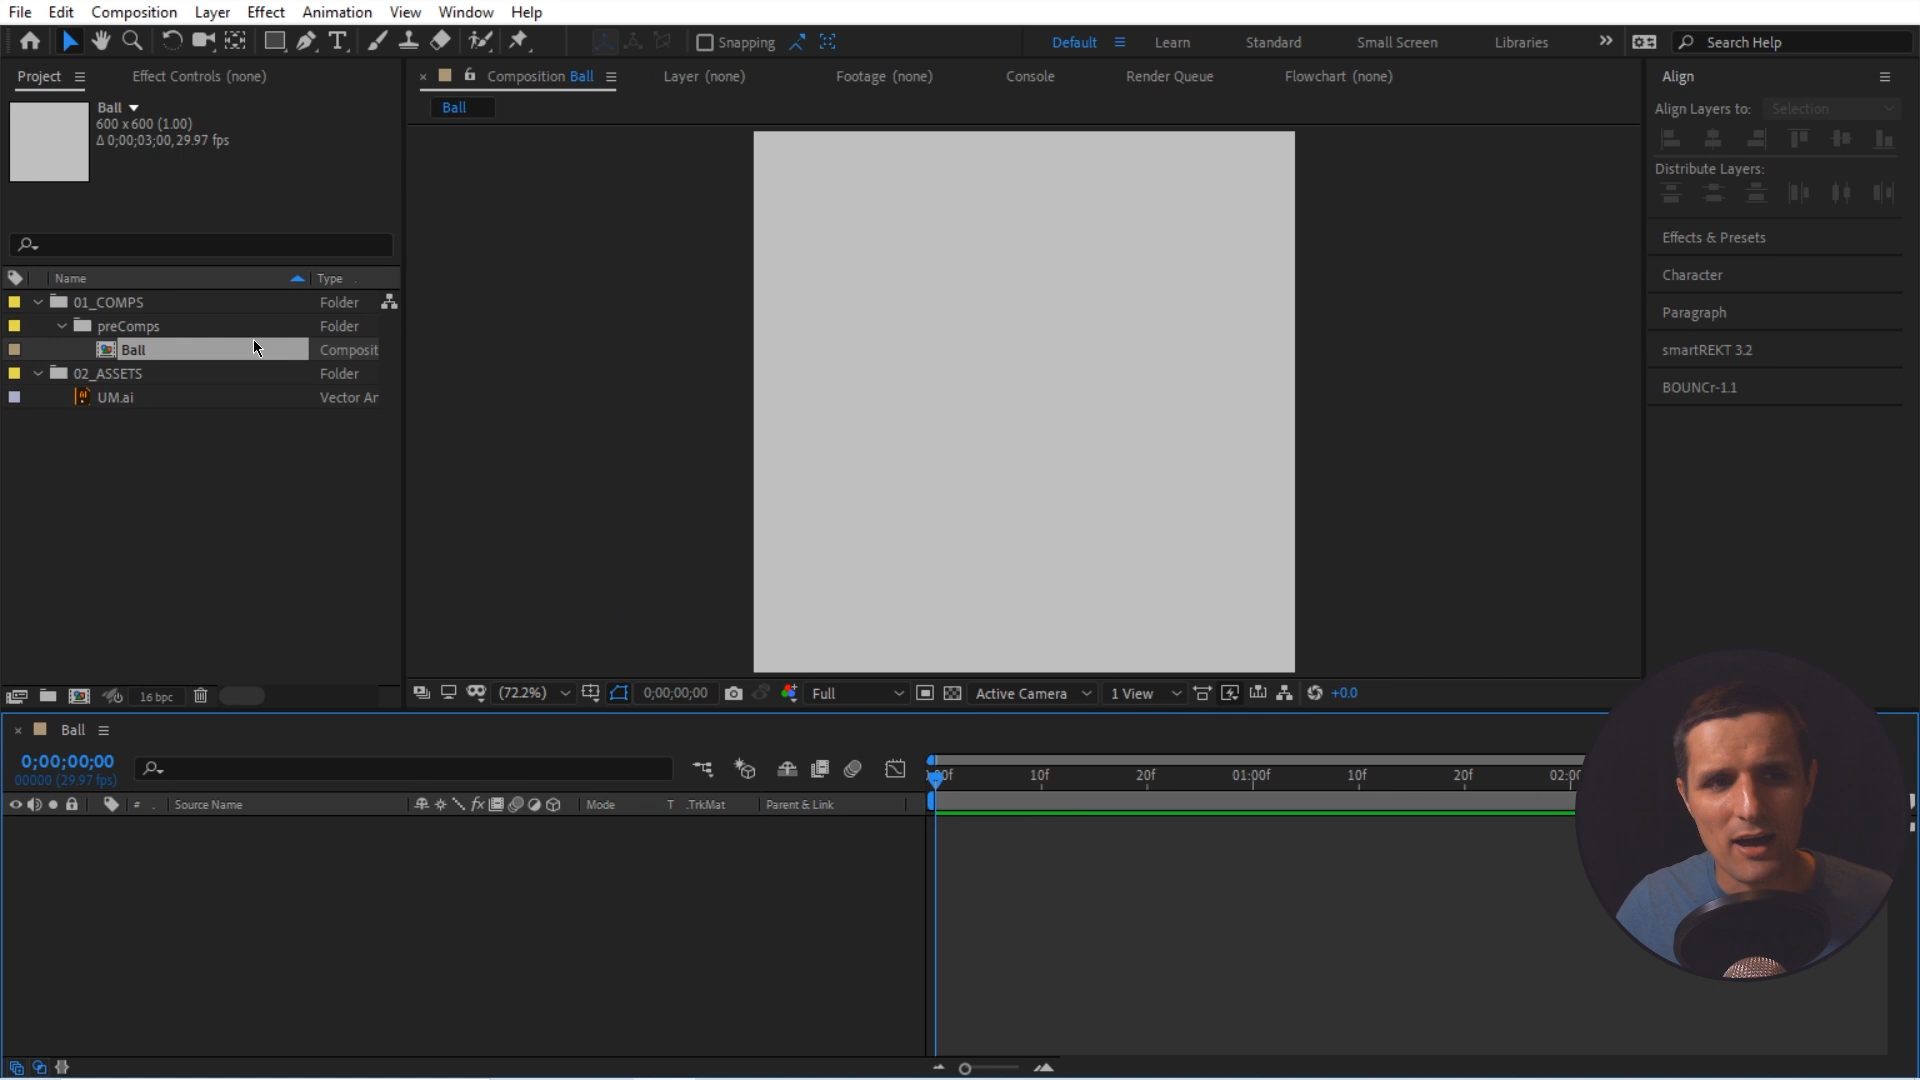 File Edit Composition Layer Effect Animation View Window Help
Snapping
Default Learn Standard Small Screen Libraries
Search Help
Project Effect Controls (none)
Composition Ball Layer (none) Footage (none) Console Render Queue Flowchart (none)
Align
Ball
600 x 600 (1.00)
Δ 0;00;03;00, 29.97 fps
Ball
Align Layers to: Selection
Distribute Layers:
Effects & Presets
Character
Paragraph
smartREKT 3.2
BOUNCr-1.1
Name Type
01_COMPS Folder
preComps Folder
Ball Composit
02_ASSETS Folder
UM.ai Vector Ar
16 bpc
(72.2%) 0;00;00;00 Full Active Camera 1 View +0.0
Ball
0;00;00;00
00000 (29.97 fps)
10f 20f 01:00f 10f 20f 02:00
# Source Name fx Mode T .TrkMat Parent & Link